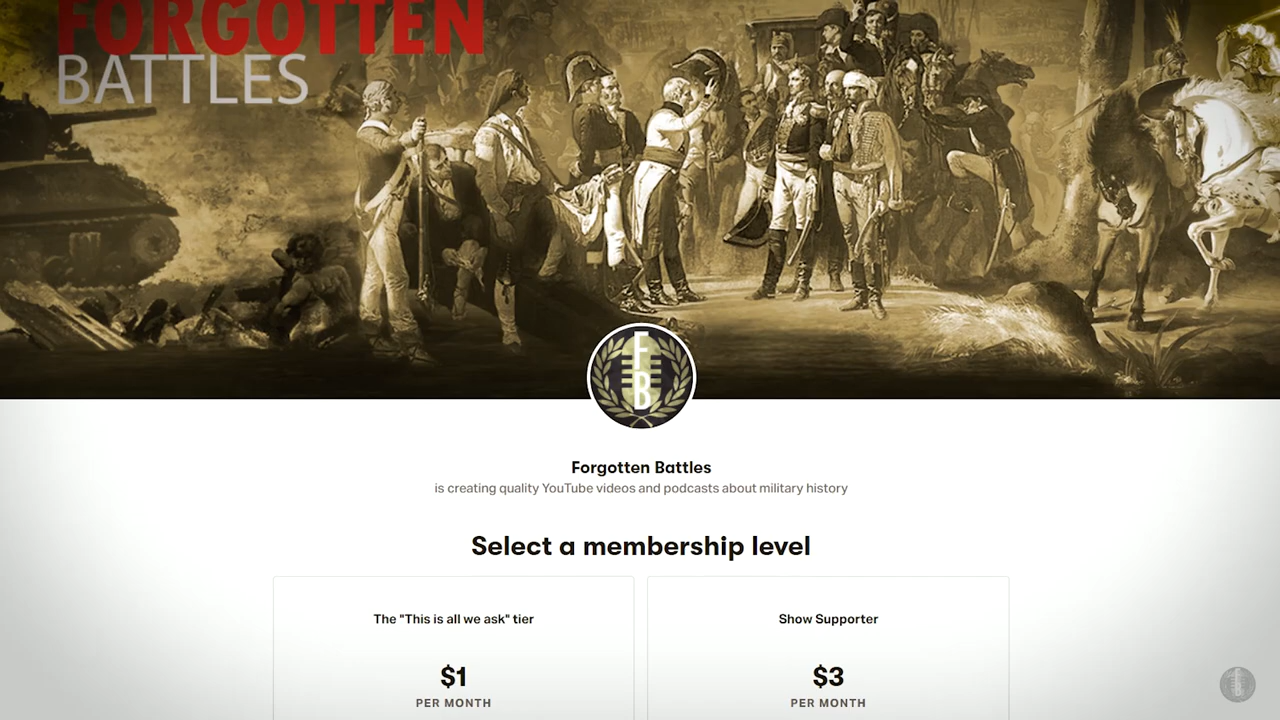 FORGOTTEN
BATTLES
F
B
Forgotten Battles
is creating quality YouTube videos and podcasts about military history
Select a membership level
The "This is all we ask" tier
$1
PER MONTH
Show Supporter
$3
PER MONTH
F
B